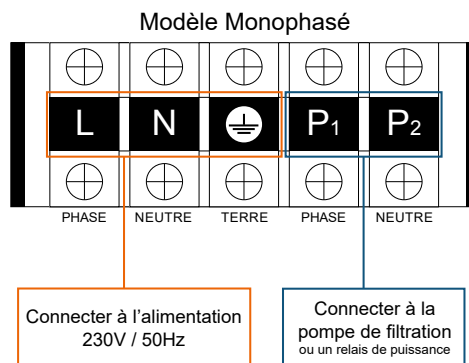 Modèle Monophasé
L N P1 P2
PHASE NEUTRE TERRE PHASE NEUTRE
Connecter à l'alimentation
230V / 50Hz
Connecter à la
pompe de filtration
ou un relais de puissance